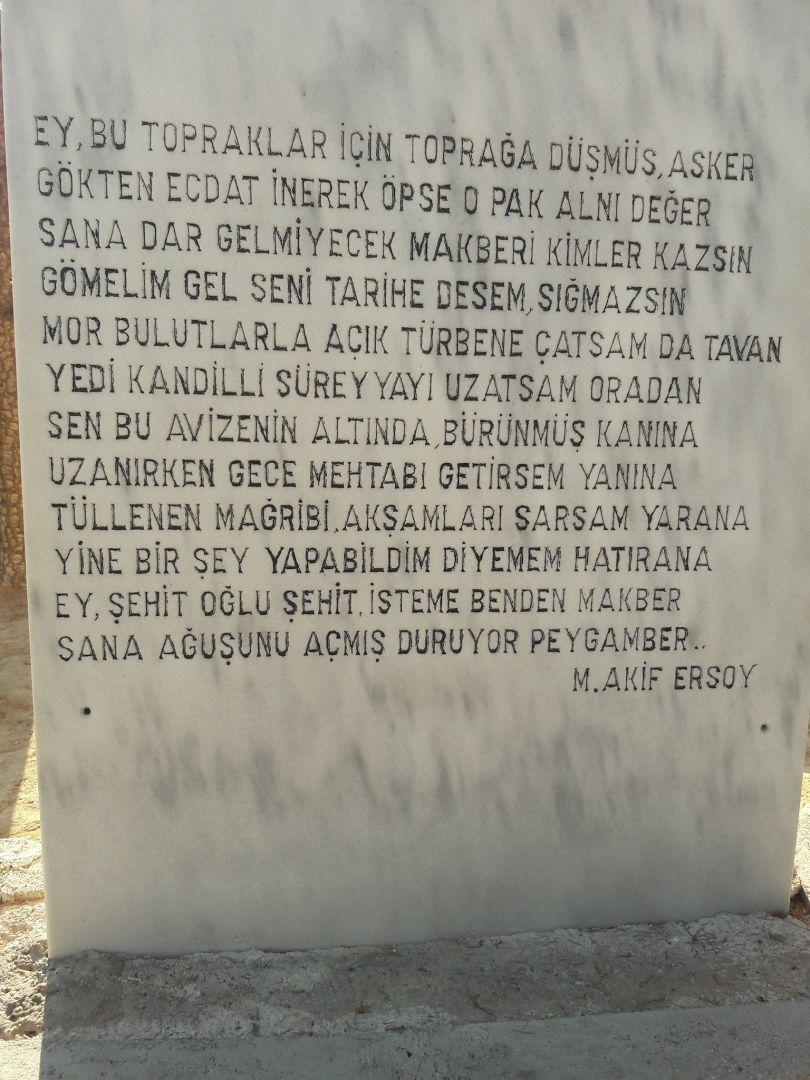 EY, BU TOPRAKLAR İÇİN TOPRAĞA DÜŞMÜS, ASKER
GÖKTEN ECDAT İNEREK ÖPSE O PAK ALNI DEĞER
SANA DAR GELMİYECEK MAKBERİ KİMLER KAZSIN
GÖMELİM GEL SENİ TARİHE DESEM, SIĞMAZSIN
MOR BULUTLARLA AÇIK TÜRBENE ÇATSAM DA TAVAN
YEDİ KANDİLLİ SÜREYYAYI UZATSAM ORADAN
SEN BU AVİZENİN ALTINDA, BÜRÜNMÜŞ KANINA
UZANIRKEN GECE MEHTABI GETİRSEM YANINA
TÜLLENEN MAĞRİBİ, AKŞAMLARI SARSAM YARANA
YİNE BİR ŞEY YAPABİLDİM DİYEMEM HATIRANA
EY, ŞEHİT OĞLU ŞEHİT, İSTEME BENDEN MAKBER
SANA AĞUŞUNU AÇMIŞ DURUYOR PEYGAMBER..
M. AKİF ERSOY